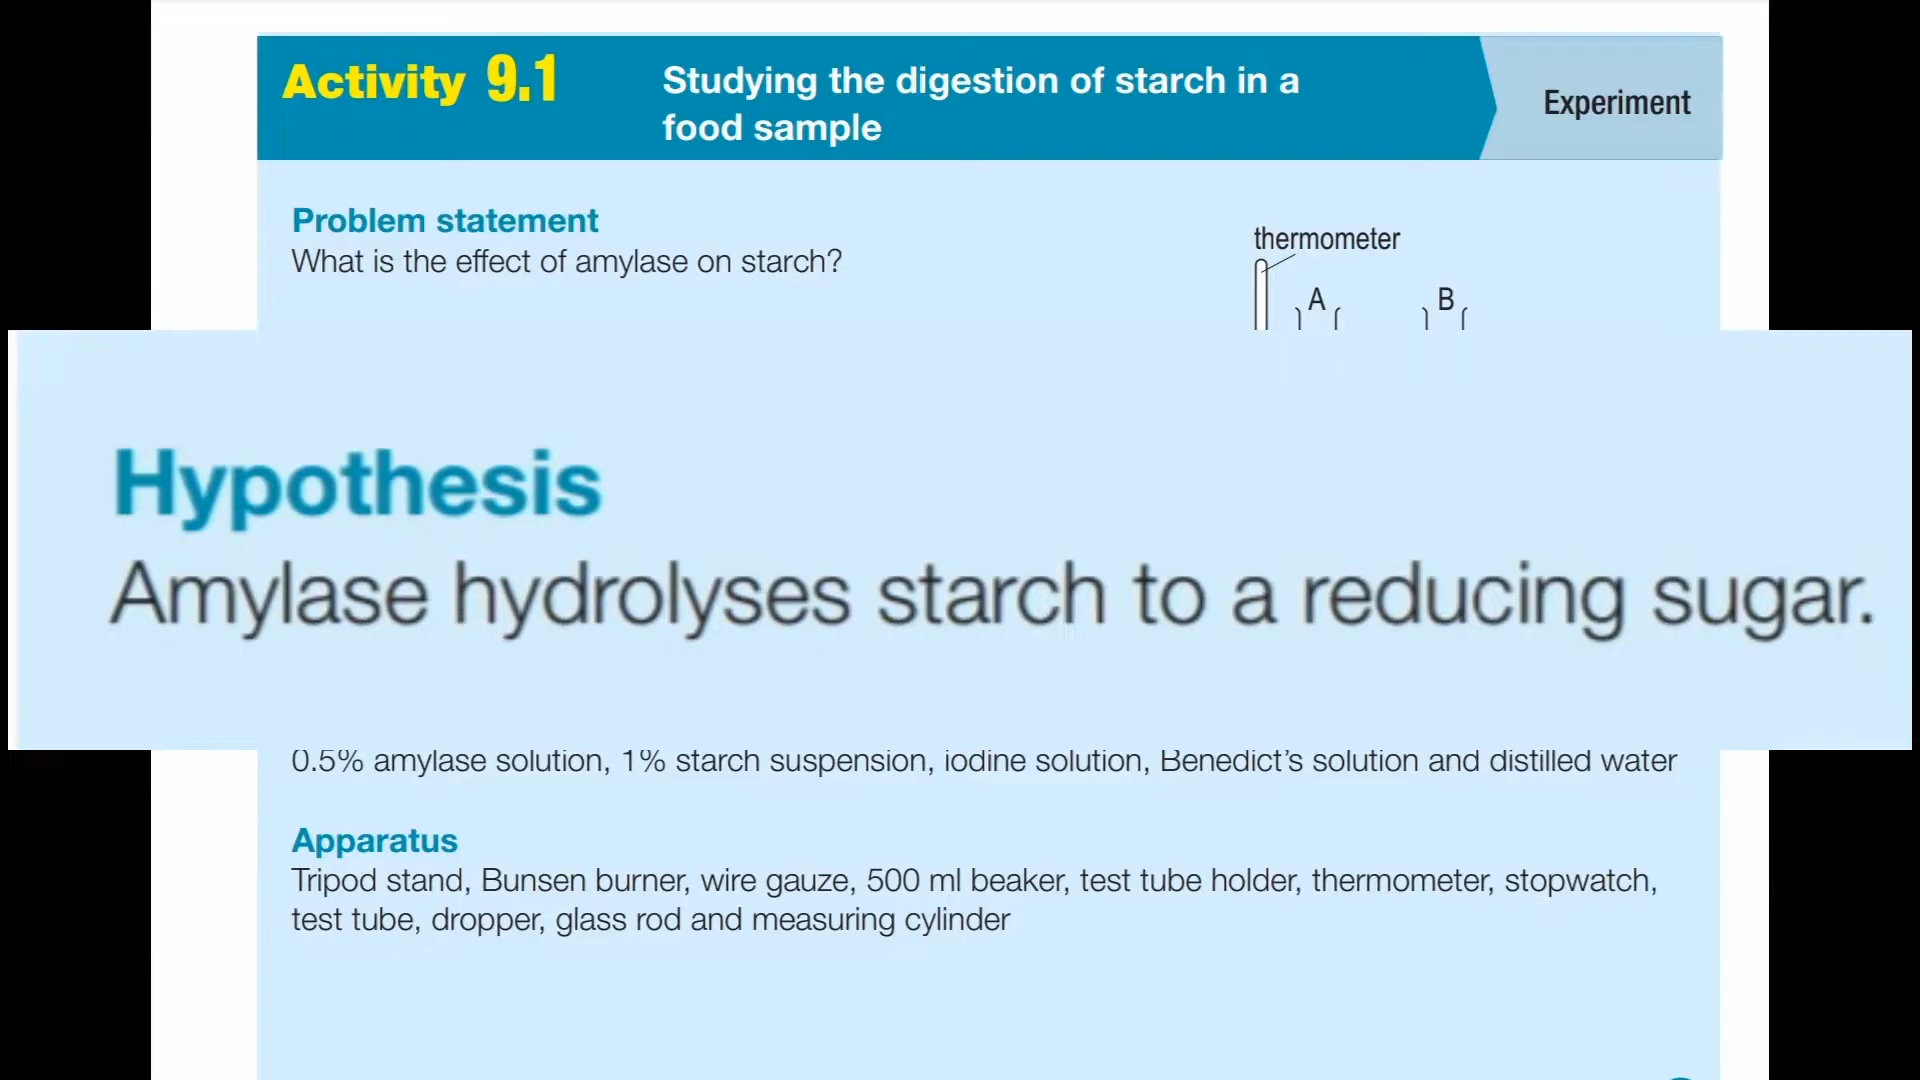 Activity 9.1
Studying the digestion of starch in a
food sample
Experiment
Problem statement
What is the effect of amylase on starch?
thermometer
A
B
Hypothesis
Amylase hydrolyses starch to a reducing sugar.
0.5% amylase solution, 1% starch suspension, iodine solution, Benedict's solution and distilled water
Apparatus
Tripod stand, Bunsen burner, wire gauze, 500 ml beaker, test tube holder, thermometer, stopwatch,
test tube, dropper, glass rod and measuring cylinder